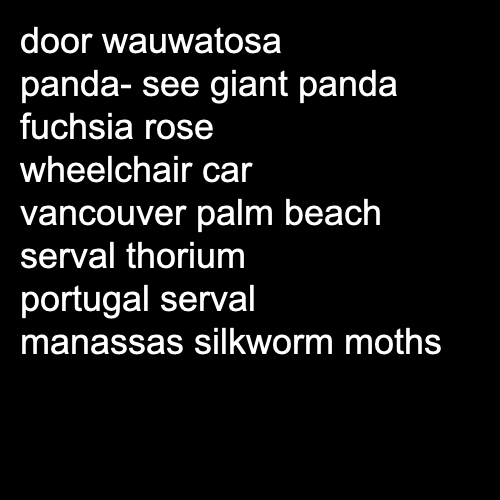 door wauwatosa
panda- see giant panda
fuchsia rose
wheelchair car
vancouver palm beach
serval thorium
portugal serval
manassas silkworm moths